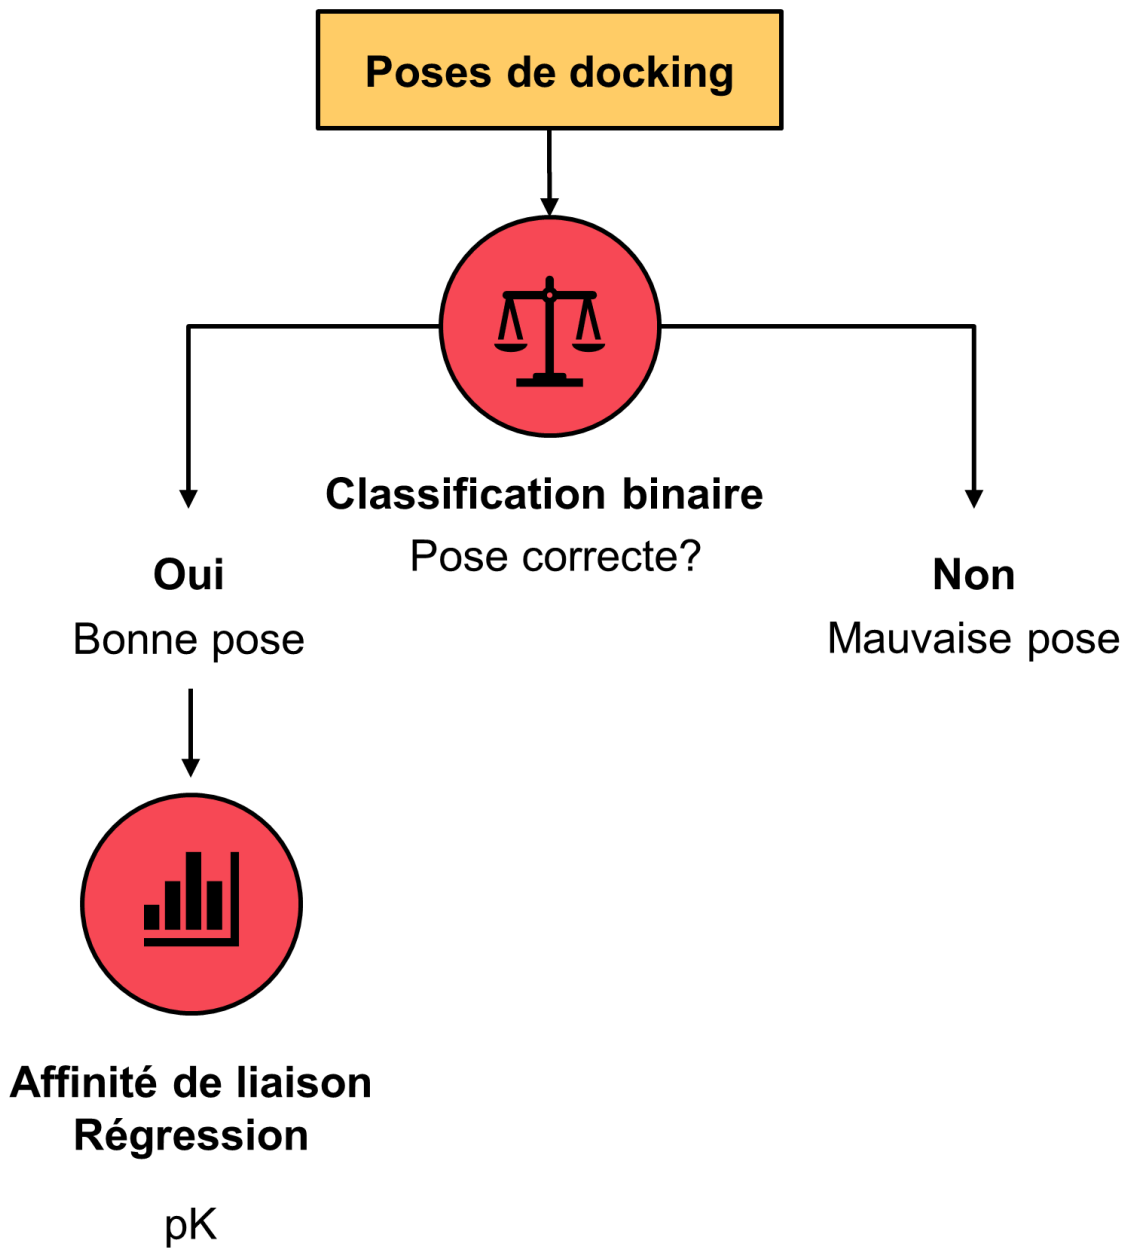 Poses de docking
Classification binaire
Pose correcte?
Oui
Bonne pose
Non
Mauvaise pose
Affinité de liaison
Régression
pK